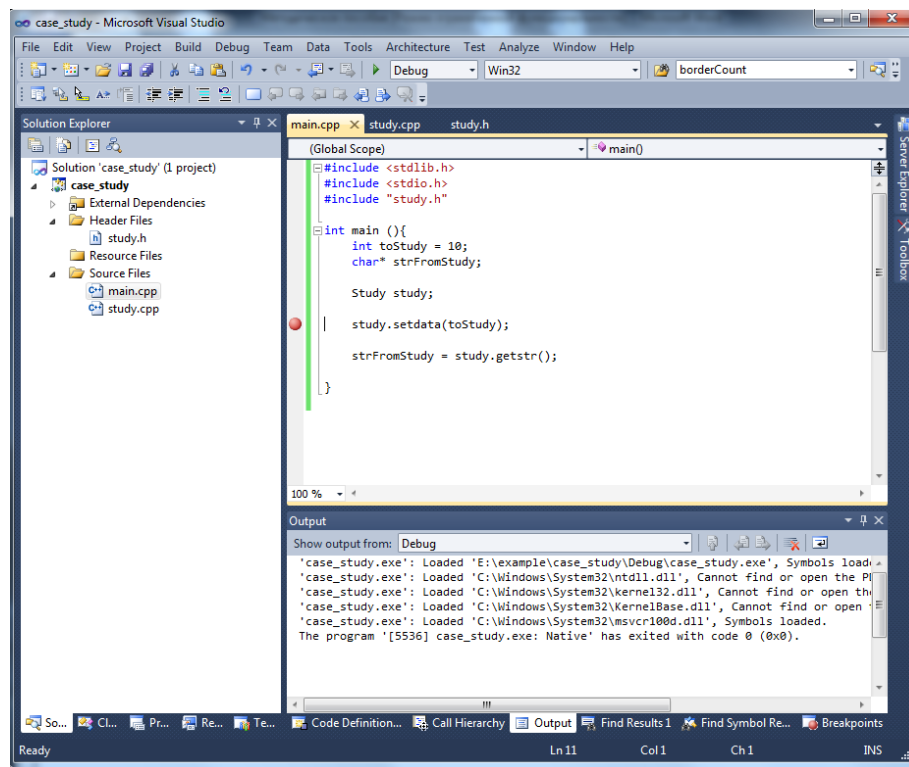 case_study - Microsoft Visual Studio
File Edit View Project Build Debug Team Data Tools Architecture Test Analyze Window Help
Debug Win32 borderCount
Solution Explorer
Solution 'case_study' (1 project)
case_study
External Dependencies
Header Files
study.h
Resource Files
Source Files
main.cpp
study.cpp
main.cpp study.cpp study.h
(Global Scope) main()
#include <stdlib.h>
#include <stdio.h>
#include "study.h"
int main (){
int toStudy = 10;
char* strFromStudy;
Study study;
study.setdata(toStudy);
strFromStudy = study.getstr();
}
100 %
Output
Show output from: Debug
'case_study.exe': Loaded 'E:\example\case_study\Debug\case_study.exe', Symbols load
'case_study.exe': Loaded 'C:\Windows\System32\ntdll.dll', Cannot find or open the P
'case_study.exe': Loaded 'C:\Windows\System32\kernel32.dll', Cannot find or open th
'case_study.exe': Loaded 'C:\Windows\System32\KernelBase.dll', Cannot find or open
'case_study.exe': Loaded 'C:\Windows\System32\msvcr100d.dll', Symbols loaded.
The program '[5536] case_study.exe: Native' has exited with code 0 (0x0).
Server Explorer
Toolbox
So... Cl... Pr... Re... Te...
Code Definition... Call Hierarchy Output Find Results 1 Find Symbol Re... Breakpoints
Ready Ln 11 Col 1 Ch 1 INS